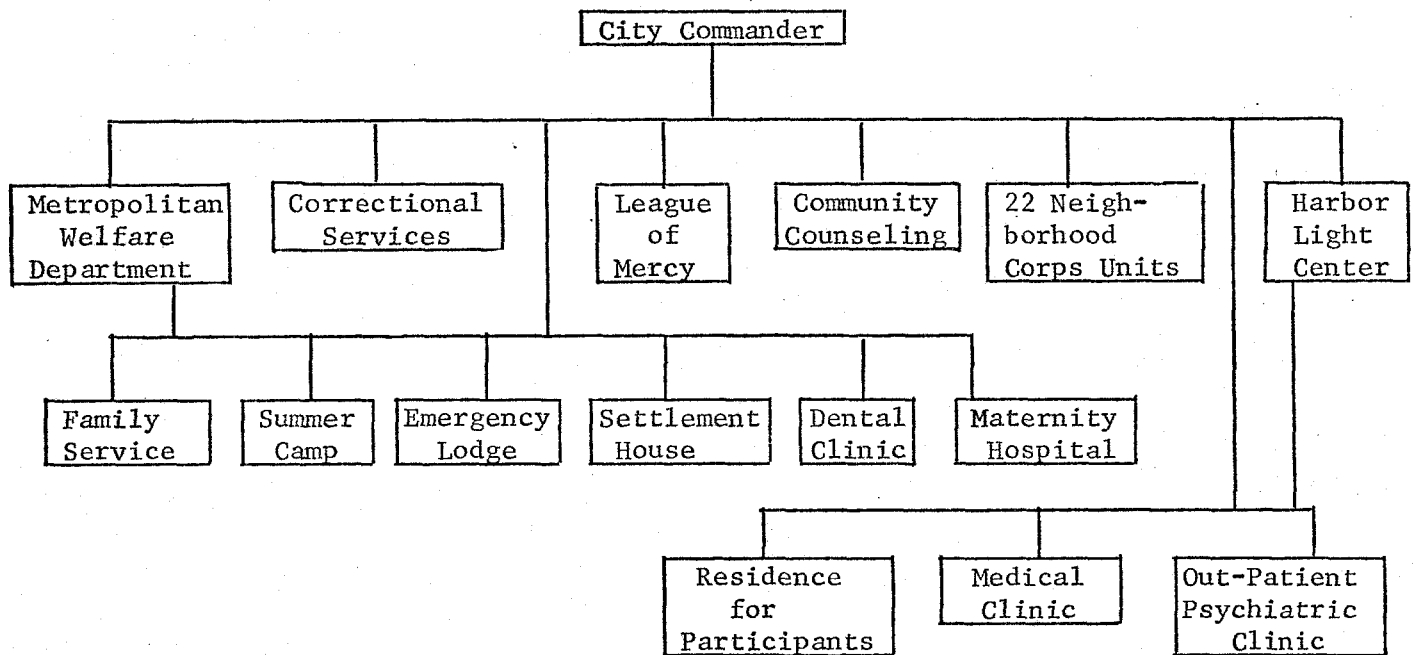 City Commander
Metropolitan
Welfare
Department
Correctional
Services
League
of
Mercy
Community
Counseling
22 Neigh-
borhood
Corps Units
Harbor
Light
Center
Family
Service
Summer
Camp
Emergency
Lodge
Settlement
House
Dental
Clinic
Maternity
Hospital
Residence
for
Participants
Medical
Clinic
Out-Patient
Psychiatric
Clinic